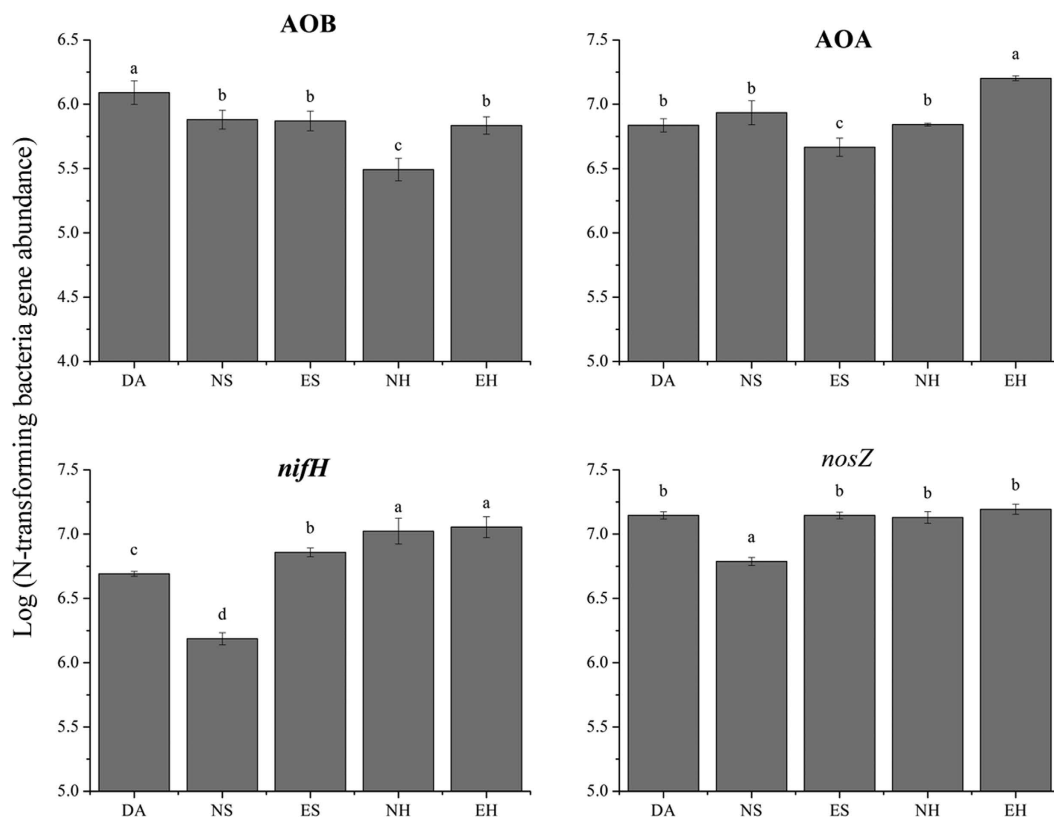 Log (N-transforming bacteria gene abundance)
AOB
6.5
6.0
5.5
5.0
4.5
4.0
a
b
b
c
b
DA NS ES NH EH
AOA
7.5
7.0
6.5
6.0
5.5
5.0
b
b
c
b
a
DA NS ES NH EH
nifH
7.5
7.0
6.5
6.0
5.5
5.0
c
d
b
a
a
DA NS ES NH EH
nosZ
7.5
7.0
6.5
6.0
5.5
5.0
b
a
b
b
b
DA NS ES NH EH